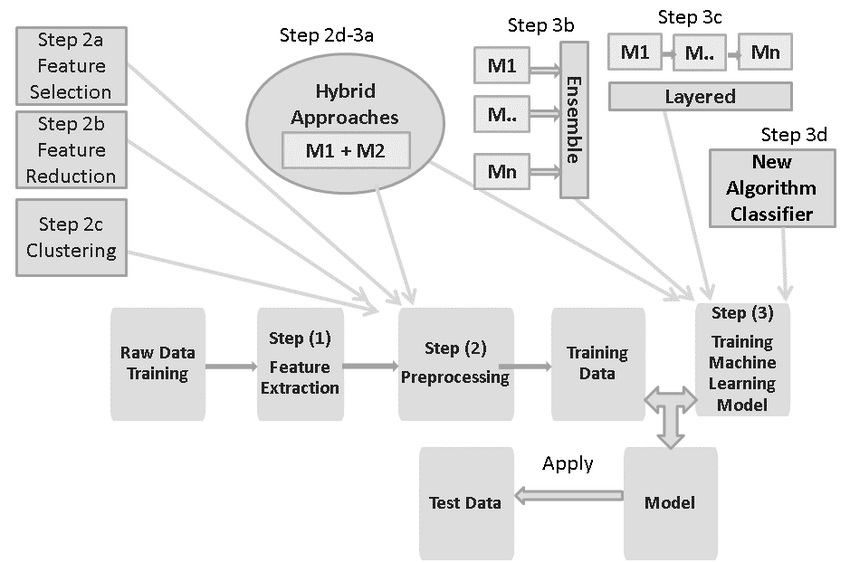 Step 2a
Feature
Selection
Step 2b
Feature
Reduction
Step 2c
Clustering
Step 2d-3a
Hybrid
Approaches
M1 + M2
Step 3b
M1
M..
Mn
Ensemble
Step 3c
M1
M..
Mn
Layered
Step 3d
New
Algorithm
Classifier
Raw Data
Training
Step (1)
Feature
Extraction
Step (2)
Preprocessing
Training
Data
Step (3)
Training
Machine
Learning
Model
Test Data
Apply
Model